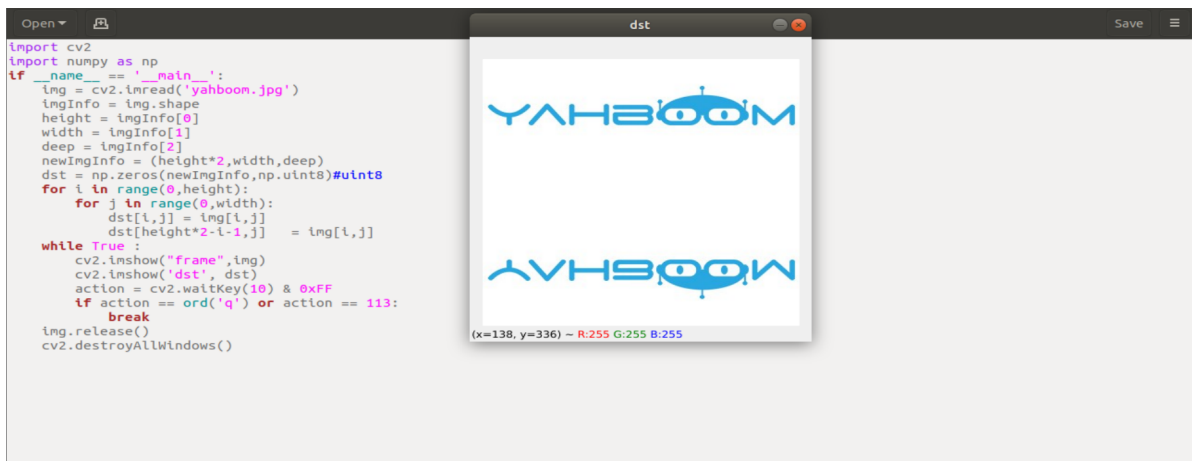 Open
Save
import cv2
import numpy as np
if __name__ == '__main__':
    img = cv2.imread('yahboom.jpg')
    imgInfo = img.shape
    height = imgInfo[0]
    width = imgInfo[1]
    deep = imgInfo[2]
    newImgInfo = (height*2,width,deep)
    dst = np.zeros(newImgInfo,np.uint8)#uint8
    for i in range(0,height):
        for j in range(0,width):
            dst[i,j] = img[i,j]
            dst[height*2-i-1,j]   = img[i,j]
    while True :
        cv2.imshow("frame",img)
        cv2.imshow('dst', dst)
        action = cv2.waitKey(10) & 0xFF
        if action == ord('q') or action == 113:
            break
    img.release()
    cv2.destroyAllWindows()
dst
YAHBOOM
YAHBOOM
(x=138, y=336) ~ R:255 G:255 B:255